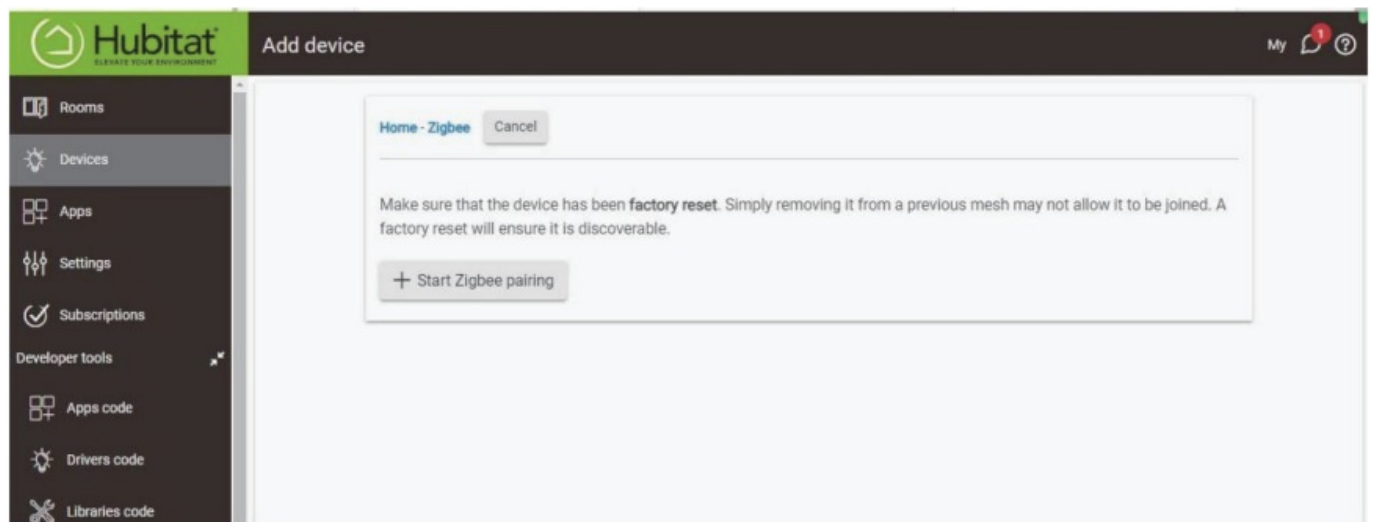 Hubitat
ELEVATE YOUR ENVIRONMENT
Add device
My
1
?
Rooms
Devices
Apps
Settings
Subscriptions
Developer tools
Apps code
Drivers code
Libraries code
Home - Zigbee
Cancel
Make sure that the device has been factory reset. Simply removing it from a previous mesh may not allow it to be joined. A
factory reset will ensure it is discoverable.
+ Start Zigbee pairing